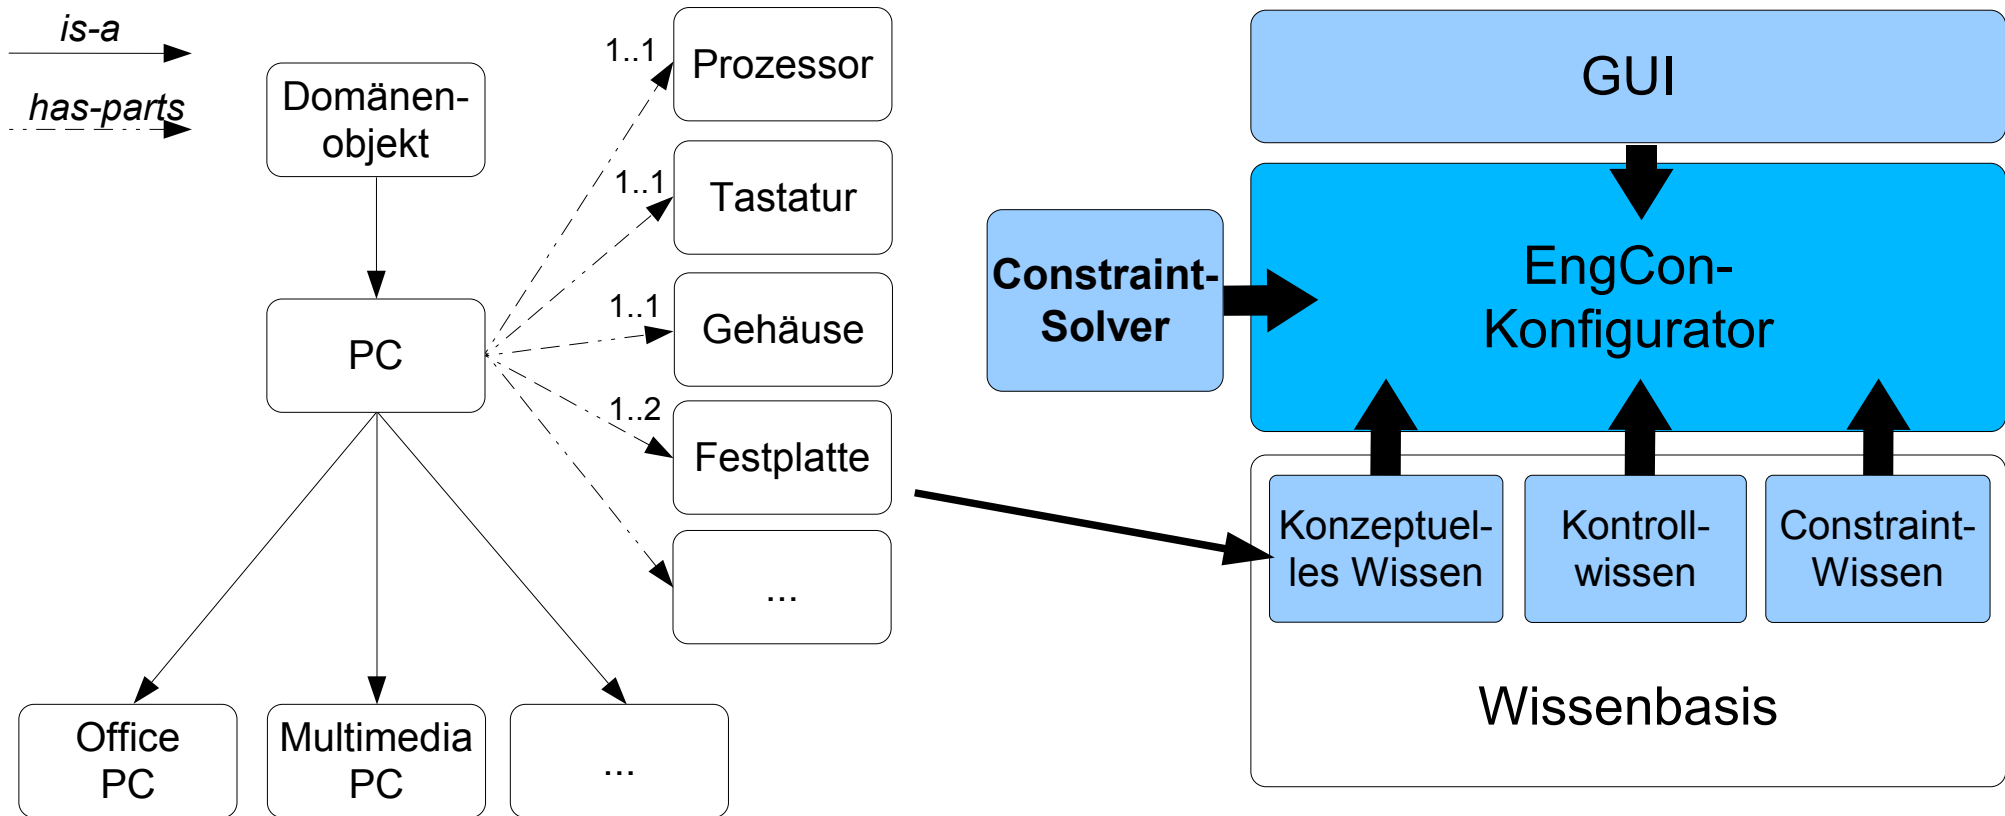 is-a
has-parts
Domänen-
objekt
PC
Office
PC
Multimedia
PC
...
1..1
Prozessor
1..1
Tastatur
1..1
Gehäuse
1..2
Festplatte
...
GUI
Constraint-
Solver
EngCon-
Konfigurator
Konzeptuel-
les Wissen
Kontroll-
wissen
Constraint-
Wissen
Wissenbasis